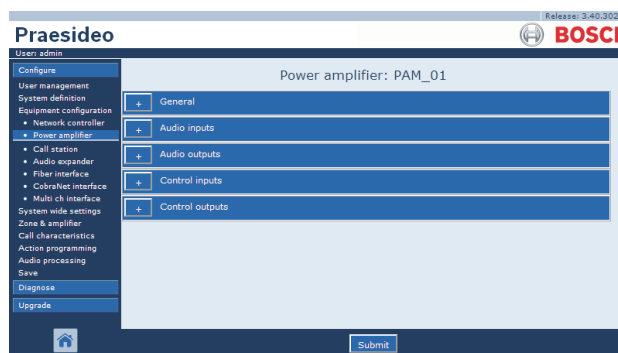 Release: 3.40.302
Praesideo
BOSCH
User: admin
Configure
User management
System definition
Equipment configuration
• Network controller
• Power amplifier
• Call station
• Audio expander
• Fiber interface
• CobraNet interface
• Multi ch interface
System wide settings
Zone & amplifier
Call characteristics
Action programming
Audio processing
Save
Diagnose
Upgrade
Power amplifier: PAM_01
+ General
+ Audio inputs
+ Audio outputs
+ Control inputs
+ Control outputs
Submit